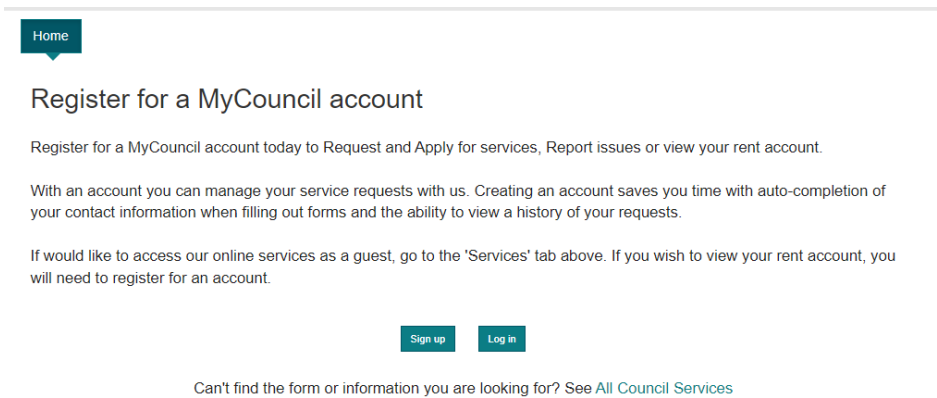 Home
Register for a MyCouncil account
Register for a MyCouncil account today to Request and Apply for services, Report issues or view your rent account.
With an account you can manage your service requests with us. Creating an account saves you time with auto-completion of
your contact information when filling out forms and the ability to view a history of your requests.
If would like to access our online services as a guest, go to the 'Services' tab above. If you wish to view your rent account, you
will need to register for an account.
Sign up Log in
Can't find the form or information you are looking for? See All Council Services